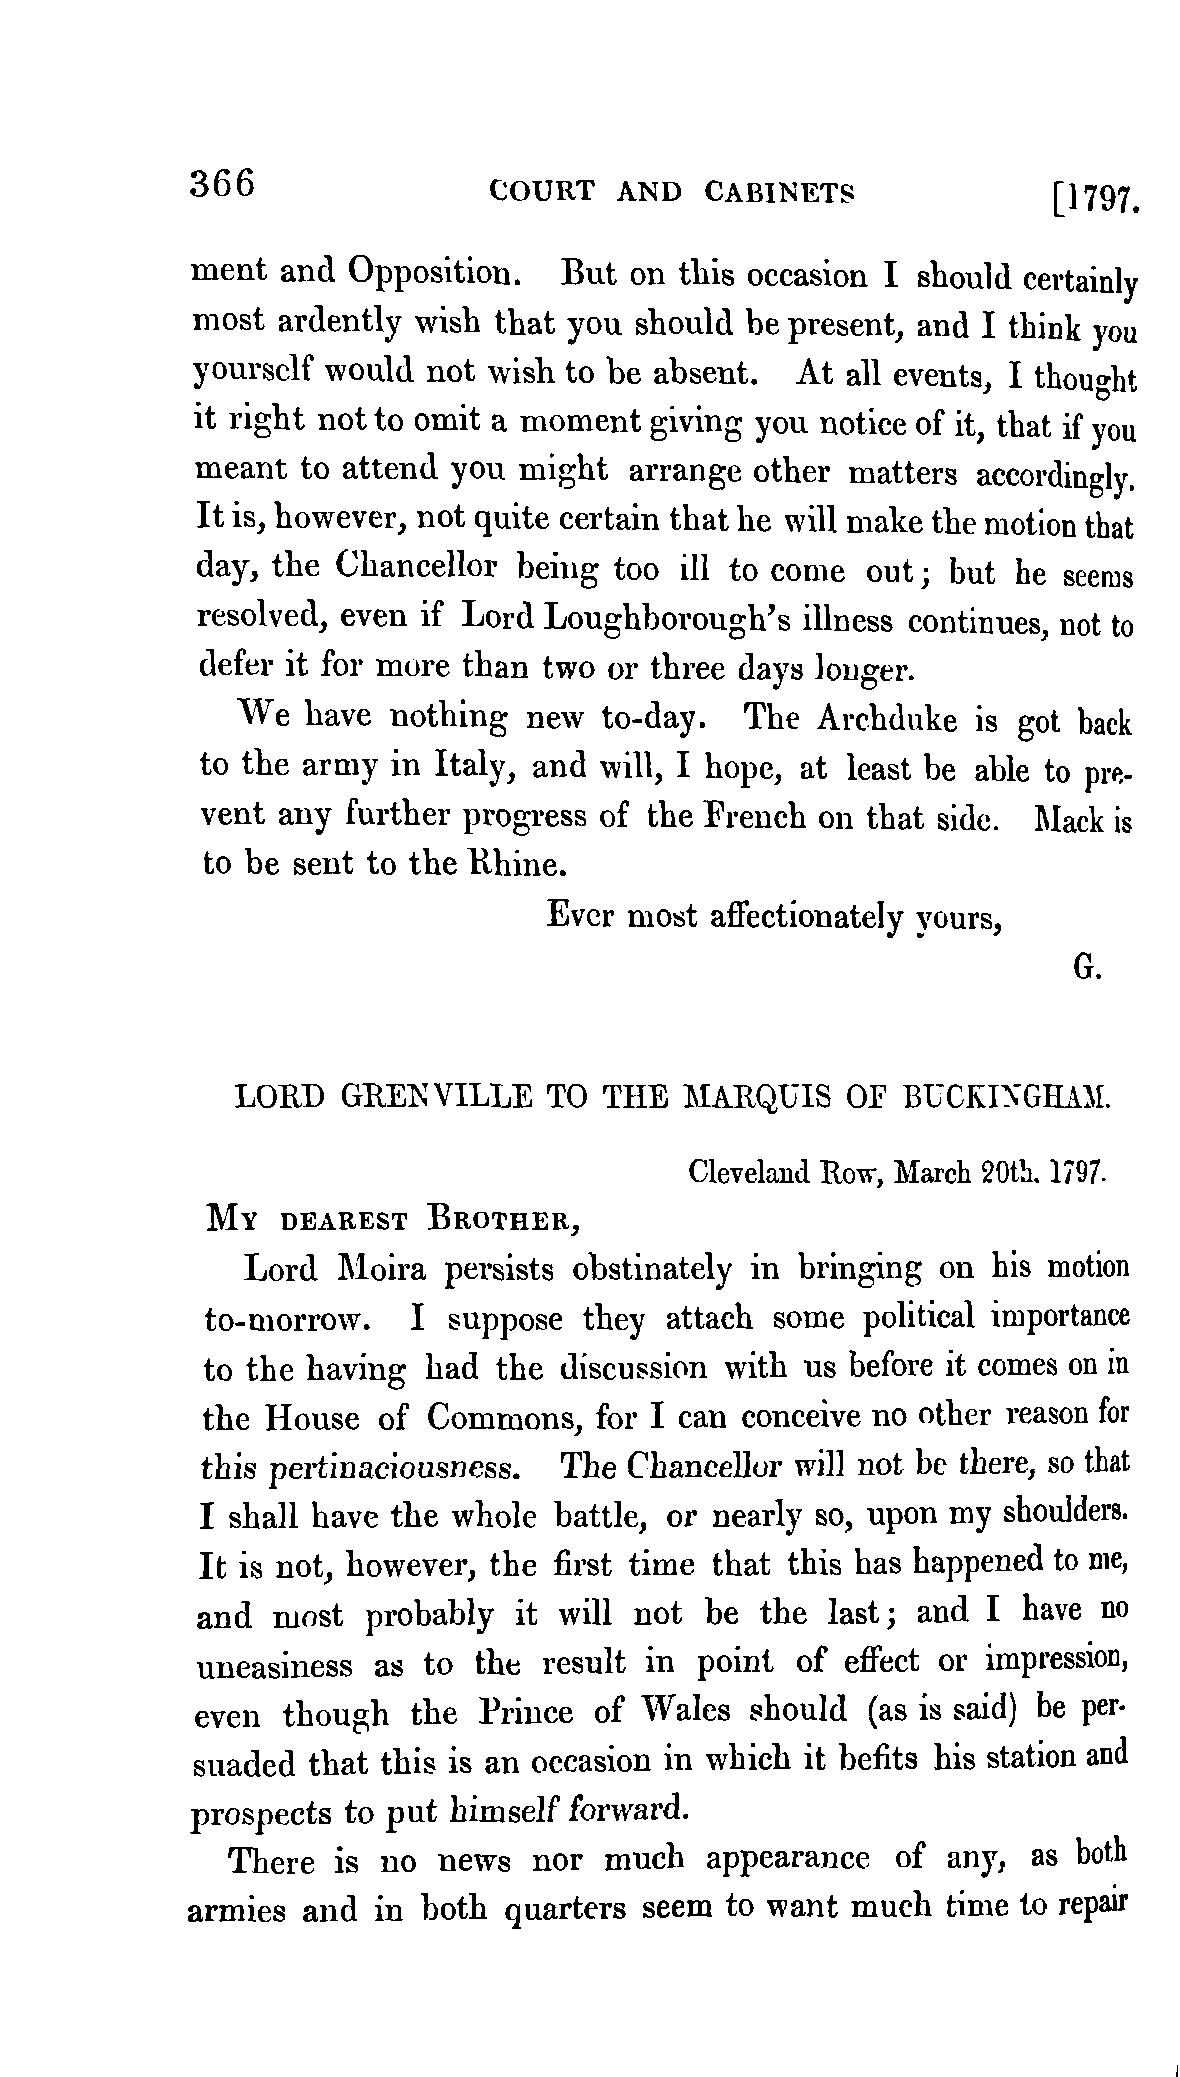 366 COURT AND CABINETS [1797.
ment and Opposition. But on this occasion I should certainly
most ardently wish that you should be present, and I think you
yourself would not wish to be absent. At all events, I thought
it right not to omit a moment giving you notice of it, that if you
meant to attend you might arrange other matters accordingly.
It is, however, not quite certain that he will make the motion that
day, the Chancellor being too ill to come out; but he seems
resolved, even if Lord Loughborough's illness continues, not to
defer it for more than two or three days longer.
We have nothing new to-day. The Archduke is got back
to the army in Italy, and will, I hope, at least be able to pre-
vent any further progress of the French on that side. Mack is
to be sent to the Rhine.
Ever most affectionately yours,
G.
LORD GRENVILLE TO THE MARQUIS OF BUCKINGHAM.
Cleveland Row, March 20th. 1797.
MY DEAREST BROTHER,
Lord Moira persists obstinately in bringing on his motion
to-morrow. I suppose they attach some political importance
to the having had the discussion with us before it comes on in
the House of Commons, for I can conceive no other reason for
this pertinaciousness. The Chancellor will not be there, so that
I shall have the whole battle, or nearly so, upon my shoulders.
It is not, however, the first time that this has happened to me,
and most probably it will not be the last; and I have no
uneasiness as to the result in point of effect or impression,
even though the Prince of Wales should (as is said) be per-
suaded that this is an occasion in which it befits his station and
prospects to put himself forward.
There is no news nor much appearance of any, as both
armies and in both quarters seem to want much time to repair